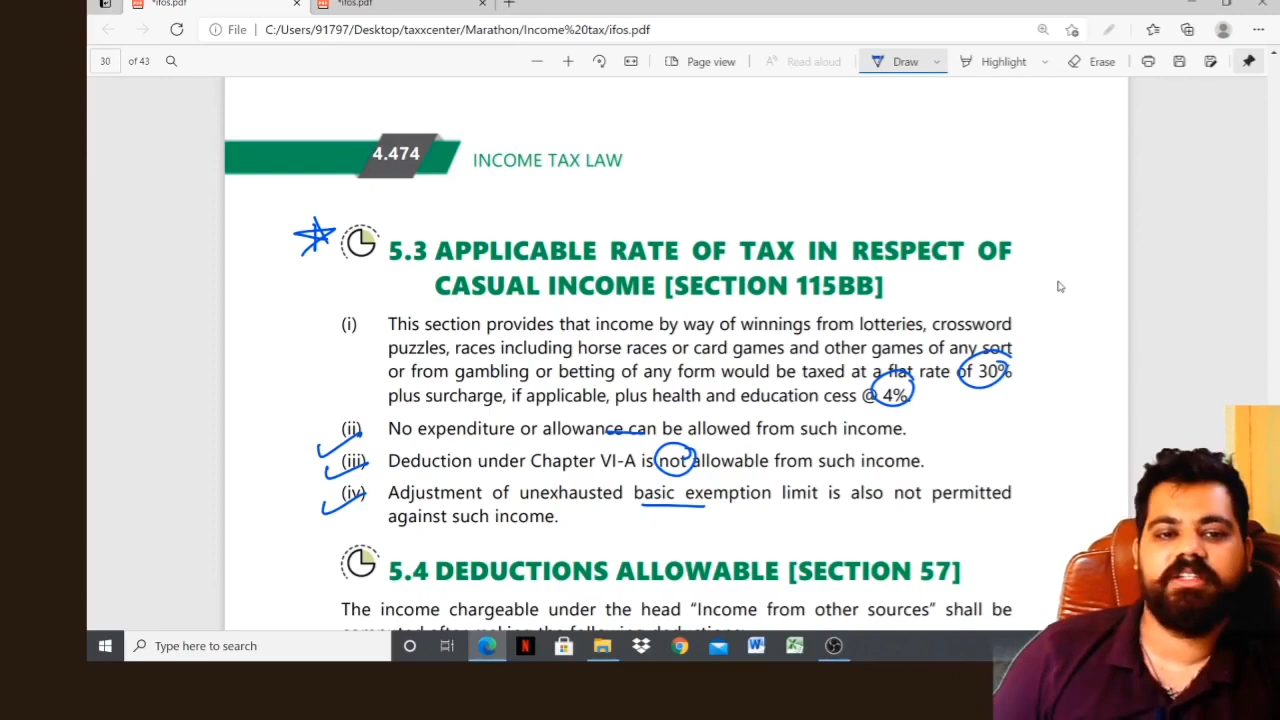 *ifos.pdf
*ifos.pdf
File C:/Users/91797/Desktop/taxxcenter/Marathon/Income%20tax/ifos.pdf
30 of 43 Page view Read aloud Draw Highlight Erase
4.474 INCOME TAX LAW
5.3 APPLICABLE RATE OF TAX IN RESPECT OF
CASUAL INCOME [SECTION 115BB]
(i) This section provides that income by way of winnings from lotteries, crossword
puzzles, races including horse races or card games and other games of any sort
or from gambling or betting of any form would be taxed at a flat rate of 30%
plus surcharge, if applicable, plus health and education cess @ 4%.
(ii) No expenditure or allowance can be allowed from such income.
(iii) Deduction under Chapter VI-A is not allowable from such income.
(iv) Adjustment of unexhausted basic exemption limit is also not permitted
against such income.
5.4 DEDUCTIONS ALLOWABLE [SECTION 57]
The income chargeable under the head “Income from other sources” shall be
Type here to search